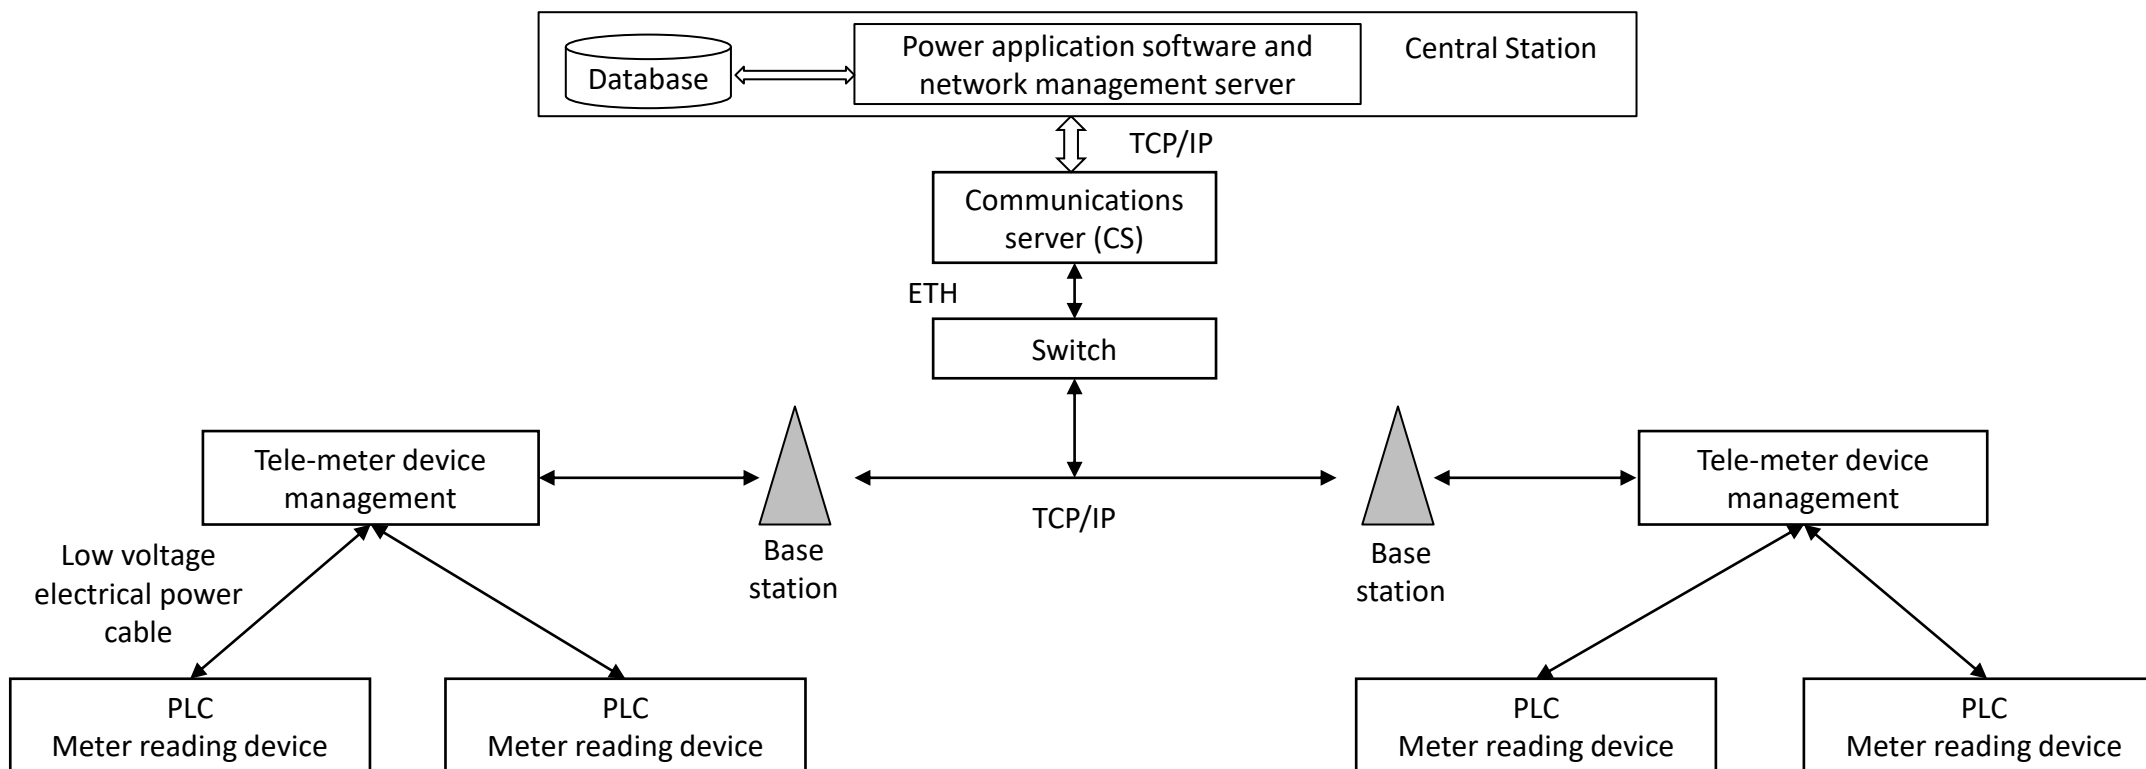 Database
Power application software and
network management server
Central Station
TCP/IP
Communications
server (CS)
ETH
Switch
Tele-meter device
management
Tele-meter device
management
TCP/IP
Base
station
Base
station
Low voltage
electrical power
cable
PLC
Meter reading device
PLC
Meter reading device
PLC
Meter reading device
PLC
Meter reading device